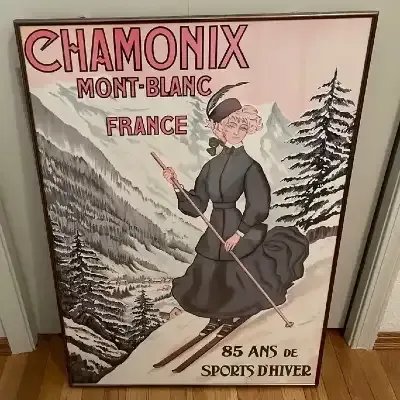 CHAMONIX
MONT-BLANC
FRANCE
85 ANS DE
SPORTS D'HIVER